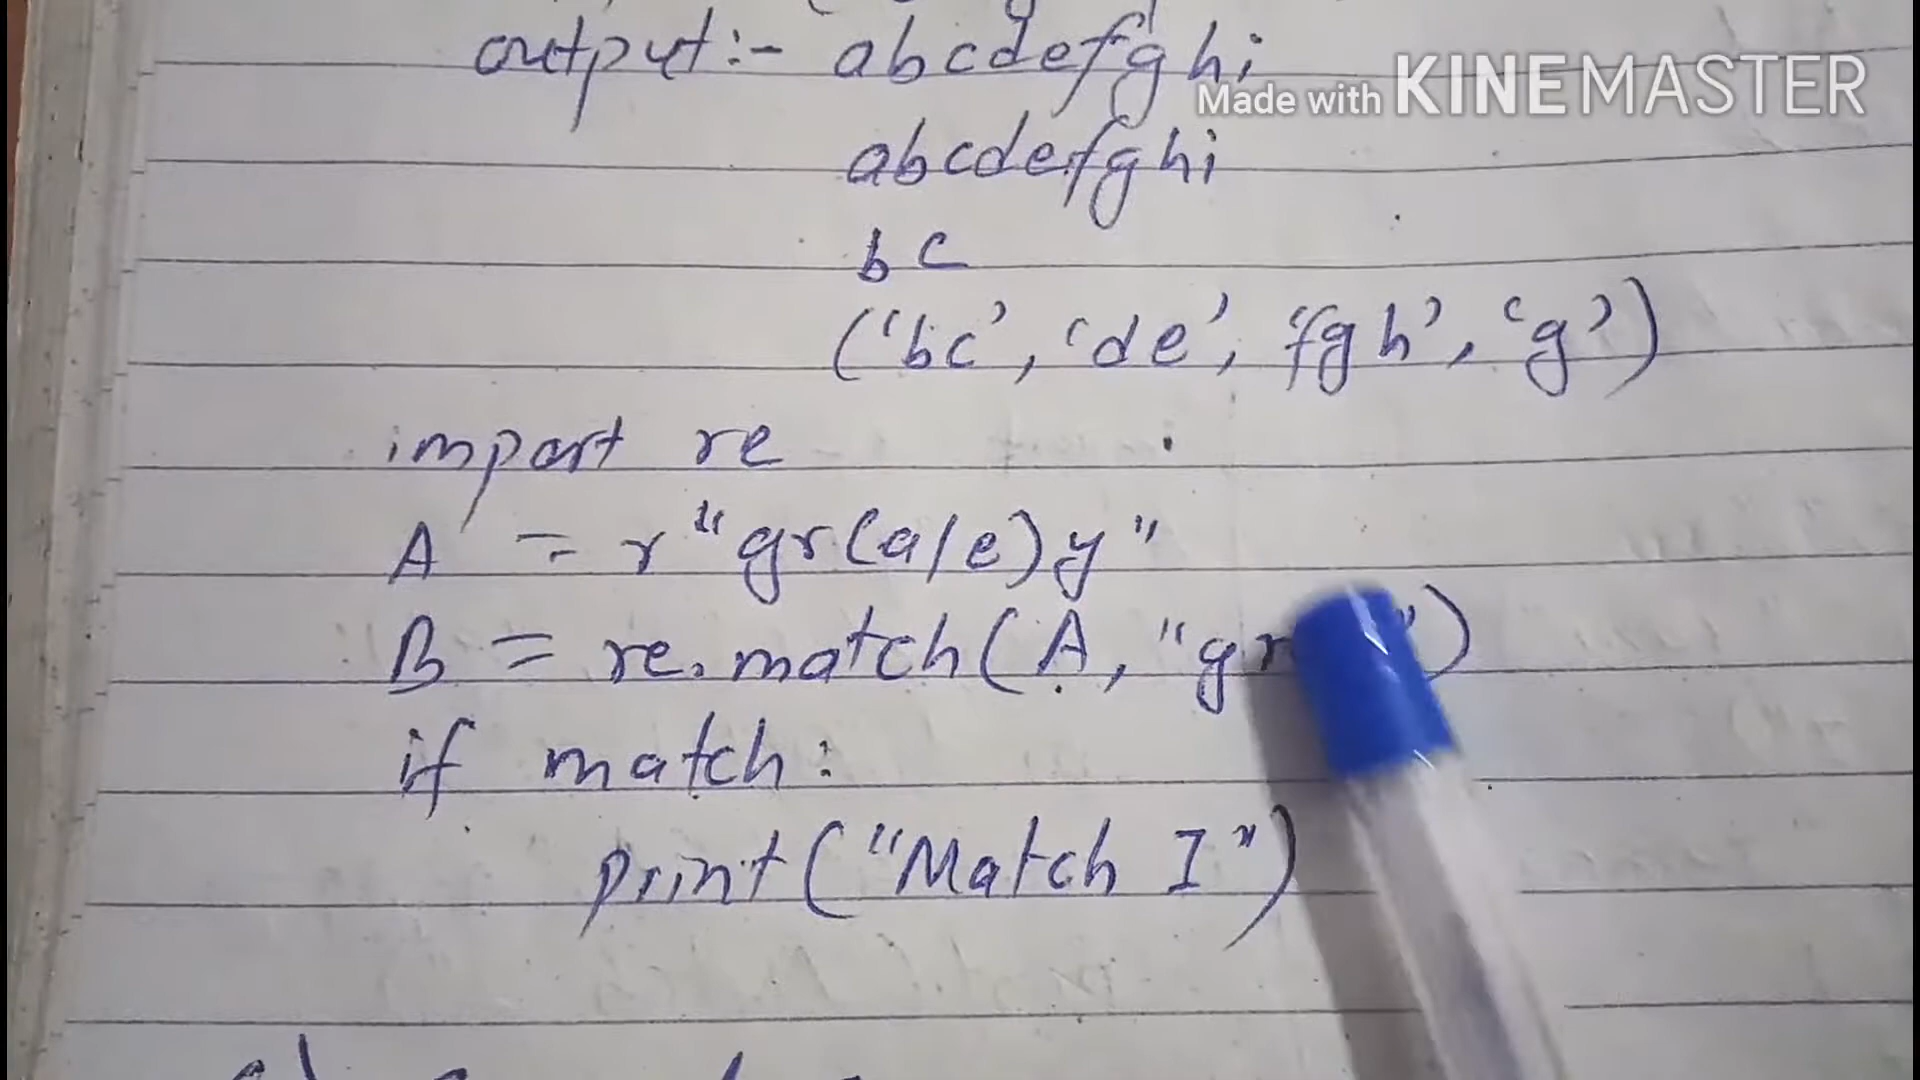 output:- abcdefghi
Made with KINEMASTER
abcdefghi
bc
('bc', 'de', 'fgh', 'g')
import re
A = r"gr(a/e)y"
B = re.match(A, "gr ")
if match:
print("Match I")